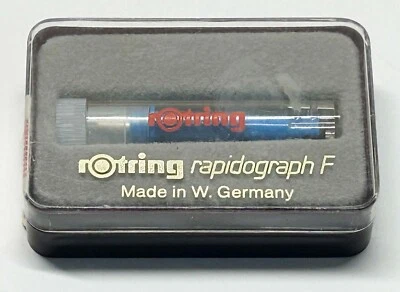 rotring
rotring rapidograph F
Made in W. Germany